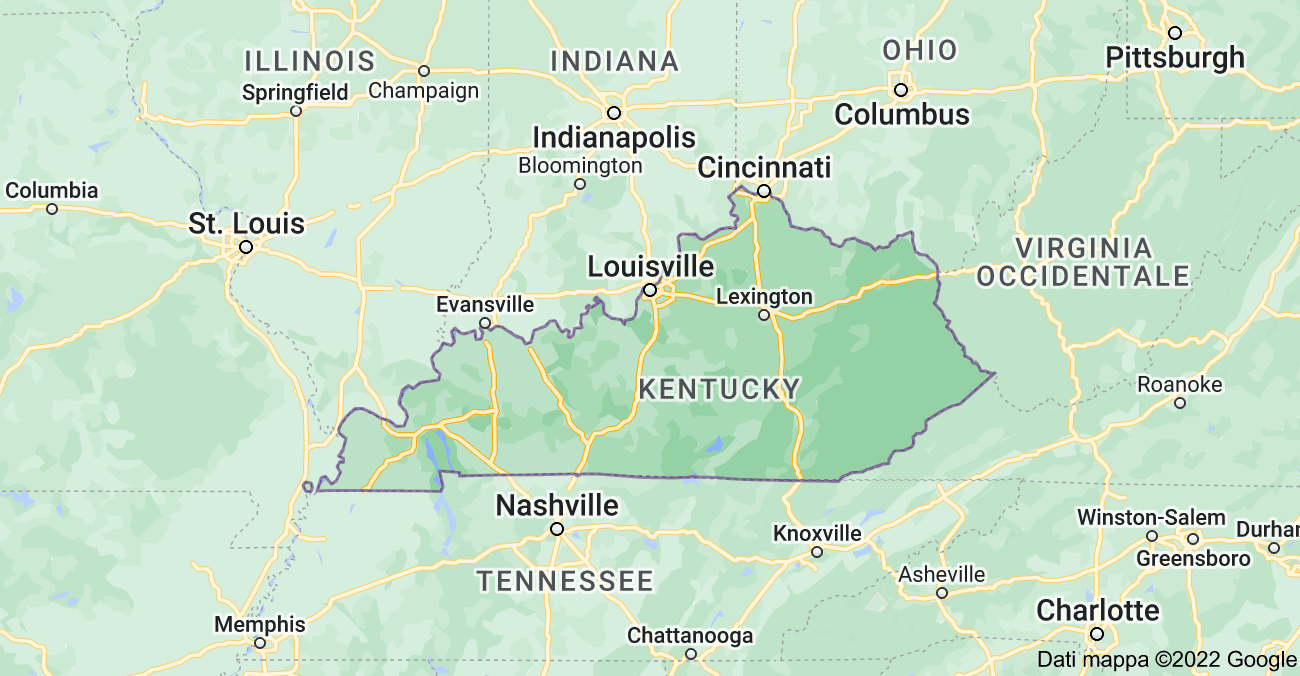 Pittsburgh
OHIO
ILLINOIS
INDIANA
Springfield
Champaign
Columbus
Indianapolis
Bloomington
Cincinnati
Columbia
St. Louis
VIRGINIA
OCCIDENTALE
Louisville
Lexington
Evansville
KENTUCKY
Roanoke
Nashville
Winston-Salem
Durhan
Knoxville
Greensboro
TENNESSEE
Asheville
Charlotte
Memphis
Chattanooga
Dati mappa ©2022 Google